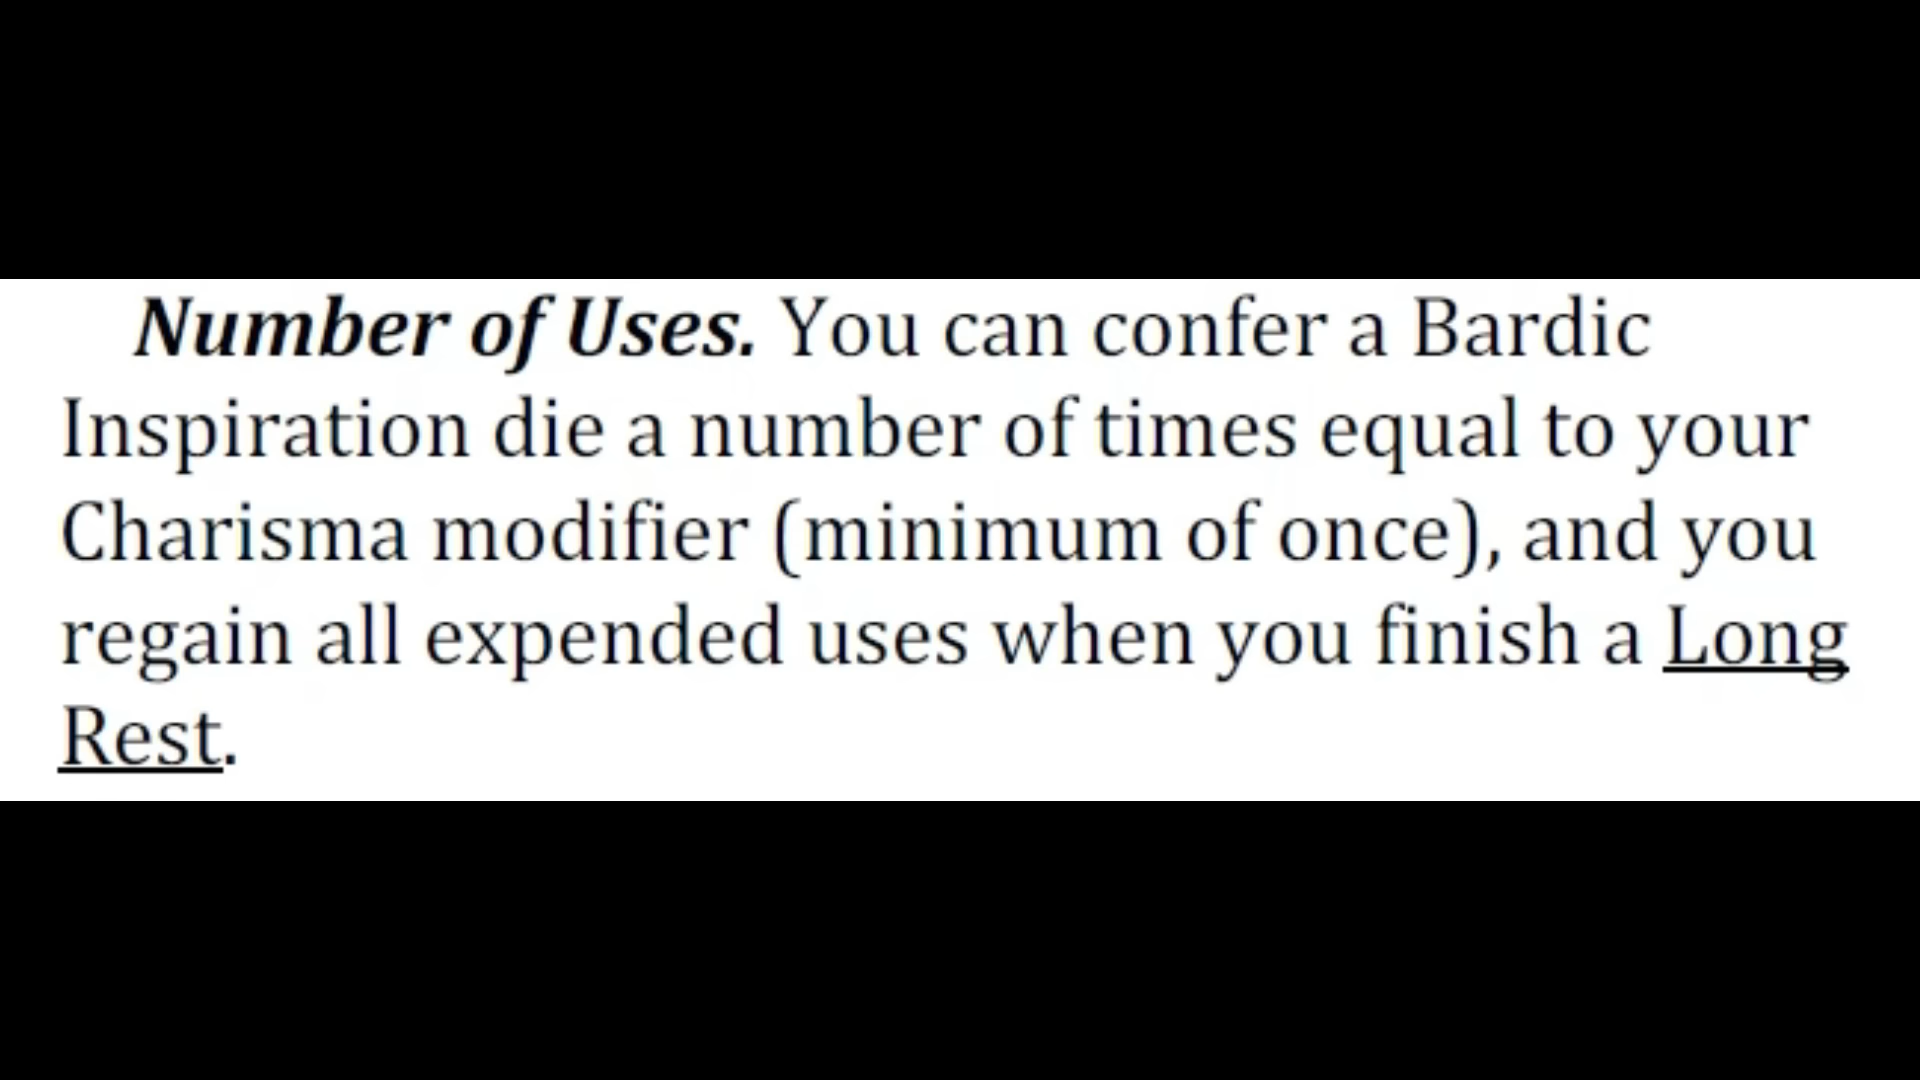 Number of Uses. You can confer a Bardic
Inspiration die a number of times equal to your
Charisma modifier (minimum of once), and you
regain all expended uses when you finish a Long
Rest.